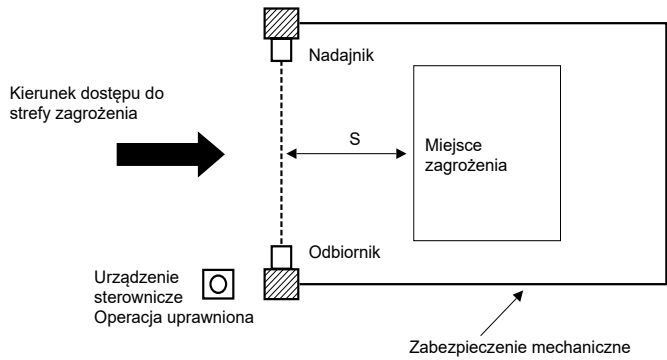 Nadajnik
Kierunek dostępu do
strefy zagrożenia
S
Miejsce
zagrożenia
Odbiornik
Urządzenie
sterownicze
Operacja uprawniona
Zabezpieczenie mechaniczne